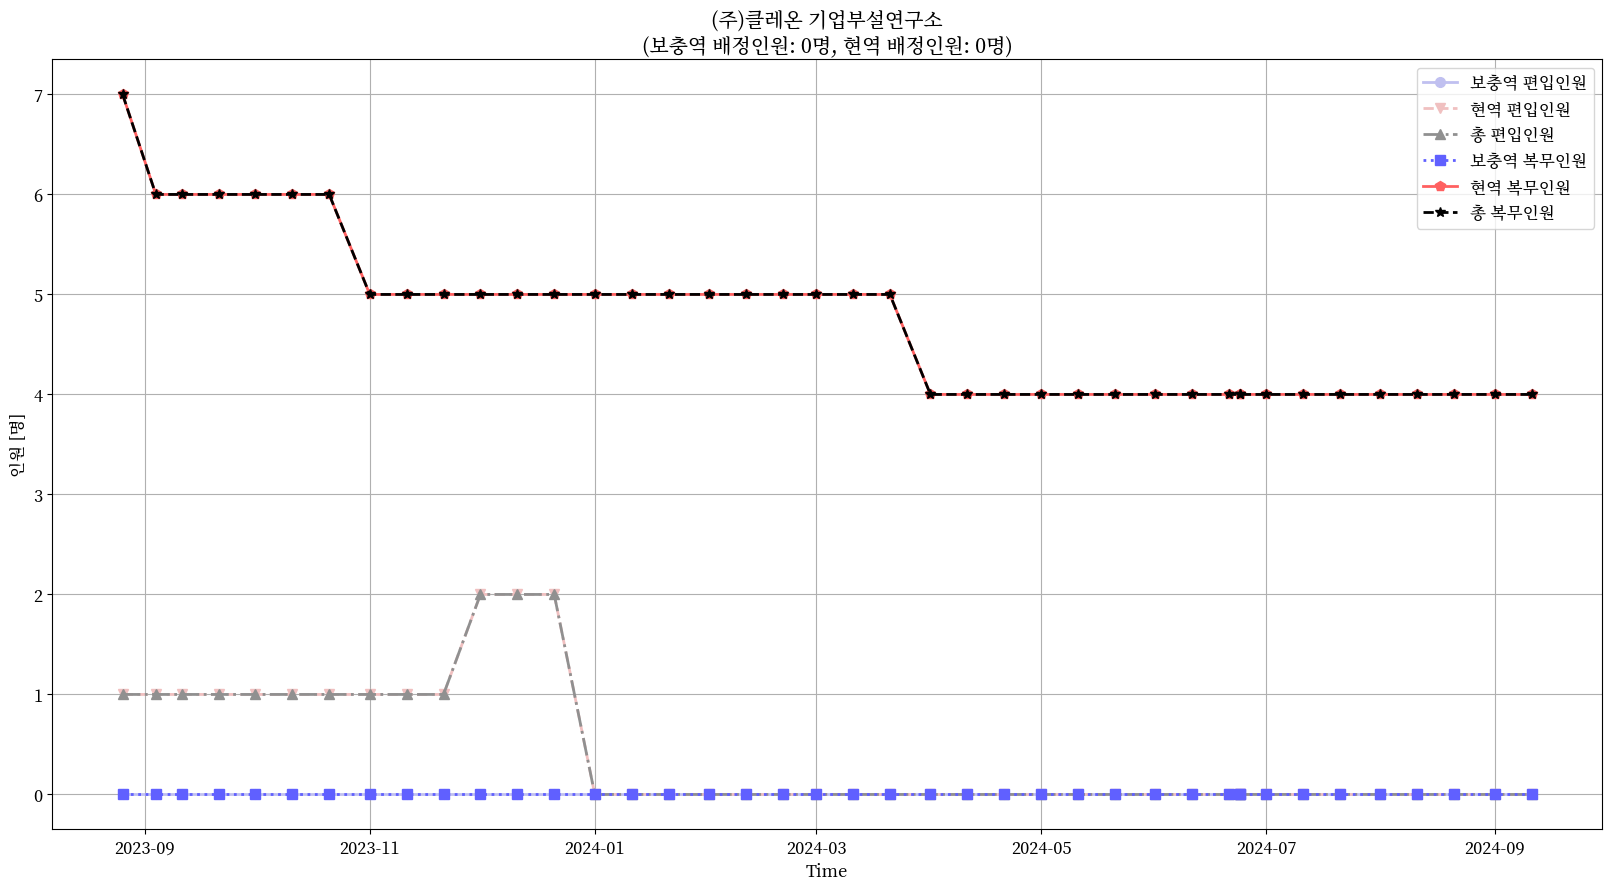 (주)클레온 기업부설연구소
(보충역 배정인원: 0명, 현역 배정인원: 0명)
보충역 편입인원
현역 편입인원
총 편입인원
보충역 복무인원
현역 복무인원
총 복무인원
인원 [명]
7
6
5
4
3
2
1
0
2023-09
2023-11
2024-01
2024-03
2024-05
2024-07
2024-09
Time